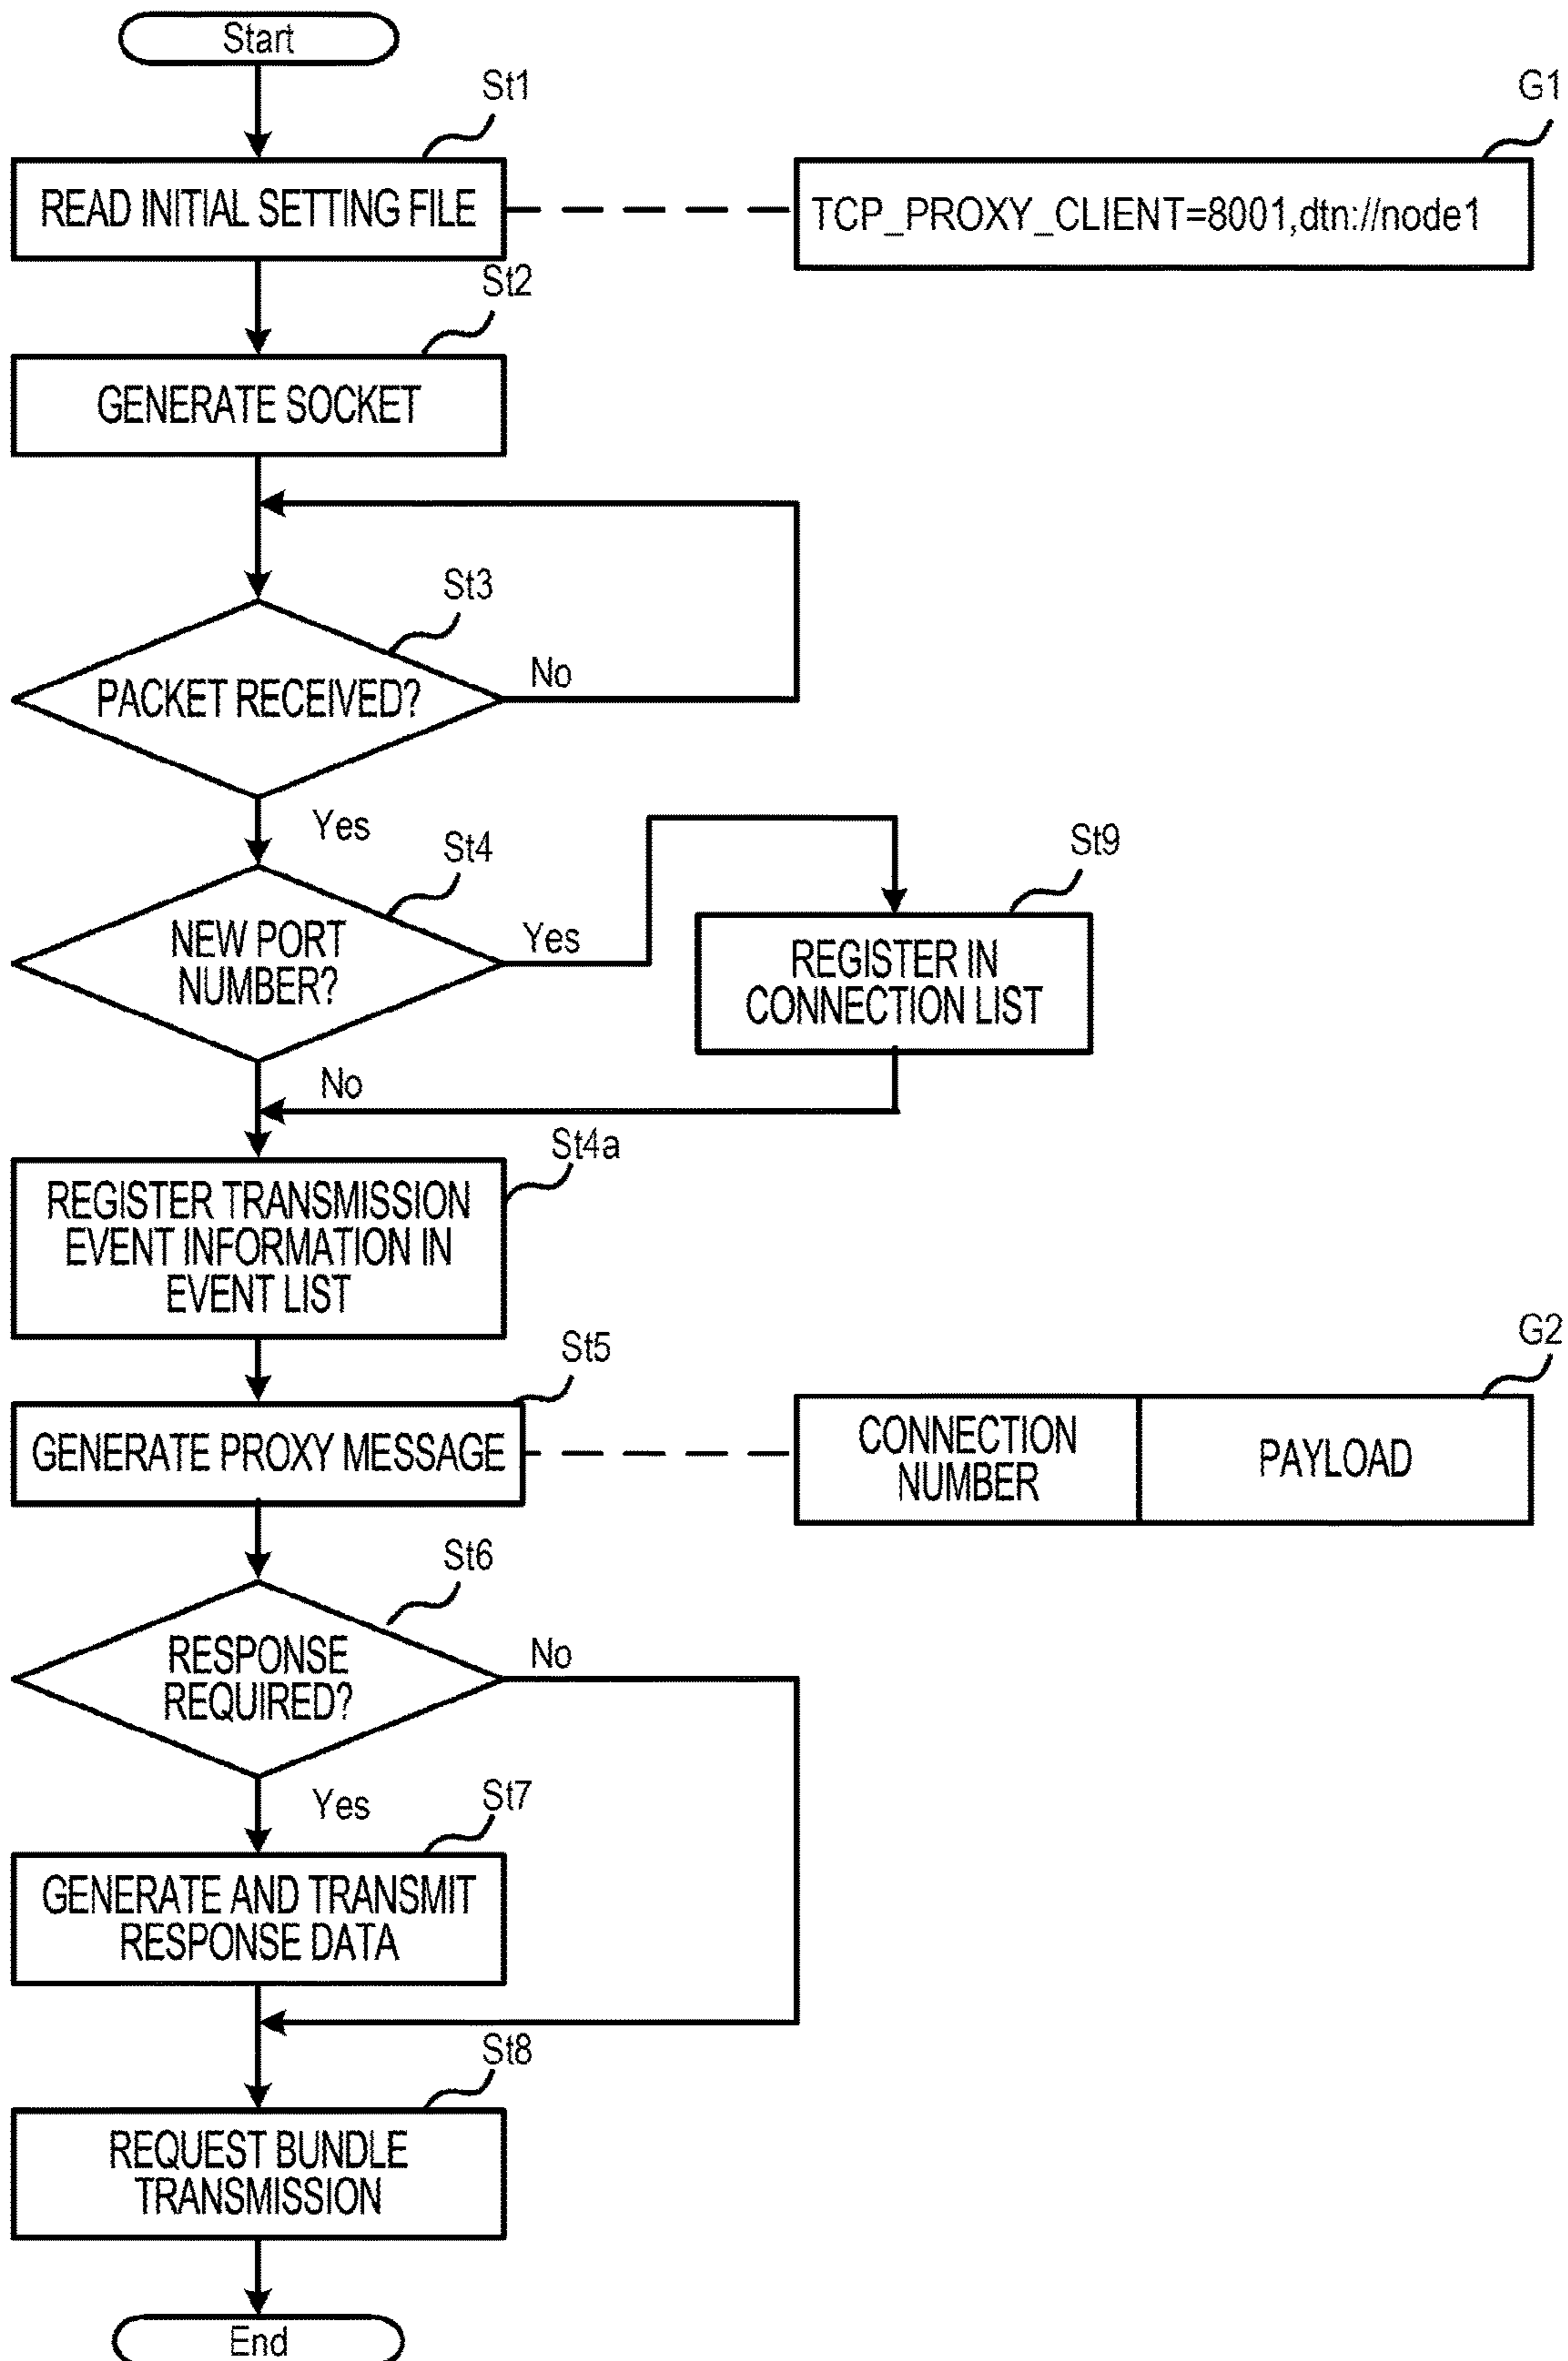 Start
St1
G1
READ INITIAL SETTING FILE
TCP_PROXY_CLIENT=8001,dtn://node1
St2
GENERATE SOCKET
St3
PACKET RECEIVED?
No
Yes
St4
St9
NEW PORT
NUMBER?
Yes
REGISTER IN
CONNECTION LIST
No
St4a
REGISTER TRANSMISSION
EVENT INFORMATION IN
EVENT LIST
St5
G2
GENERATE PROXY MESSAGE
CONNECTION
NUMBER
PAYLOAD
St6
RESPONSE
REQUIRED?
No
Yes
St7
GENERATE AND TRANSMIT
RESPONSE DATA
St8
REQUEST BUNDLE
TRANSMISSION
End